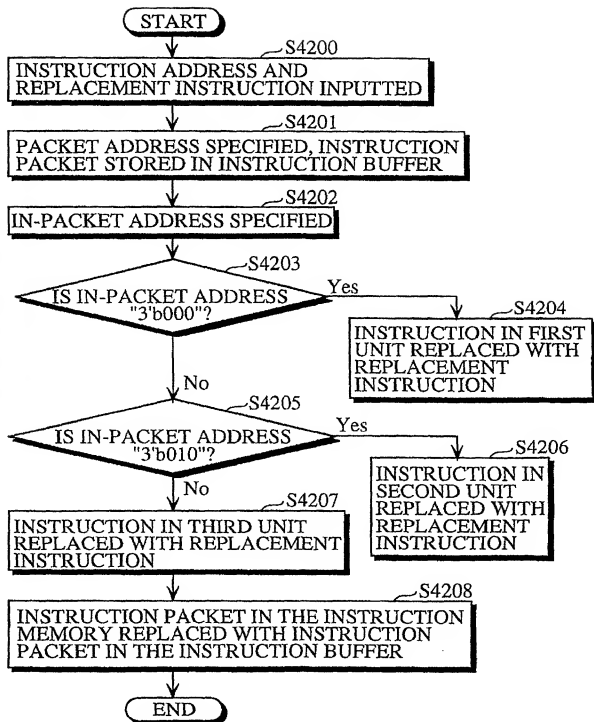 START
S4200
INSTRUCTION ADDRESS AND
REPLACEMENT INSTRUCTION INPUTTED
S4201
PACKET ADDRESS SPECIFIED, INSTRUCTION
PACKET STORED IN INSTRUCTION BUFFER
S4202
IN-PACKET ADDRESS SPECIFIED
S4203
IS IN-PACKET ADDRESS
"3'b000"?
Yes
S4204
INSTRUCTION IN FIRST
UNIT REPLACED WITH
REPLACEMENT
INSTRUCTION
No
S4205
IS IN-PACKET ADDRESS
"3'b010"?
Yes
S4206
INSTRUCTION IN
SECOND UNIT
REPLACED WITH
REPLACEMENT
INSTRUCTION
No
S4207
INSTRUCTION IN THIRD UNIT
REPLACED WITH REPLACEMENT
INSTRUCTION
S4208
INSTRUCTION PACKET IN THE INSTRUCTION
MEMORY REPLACED WITH INSTRUCTION
PACKET IN THE INSTRUCTION BUFFER
END